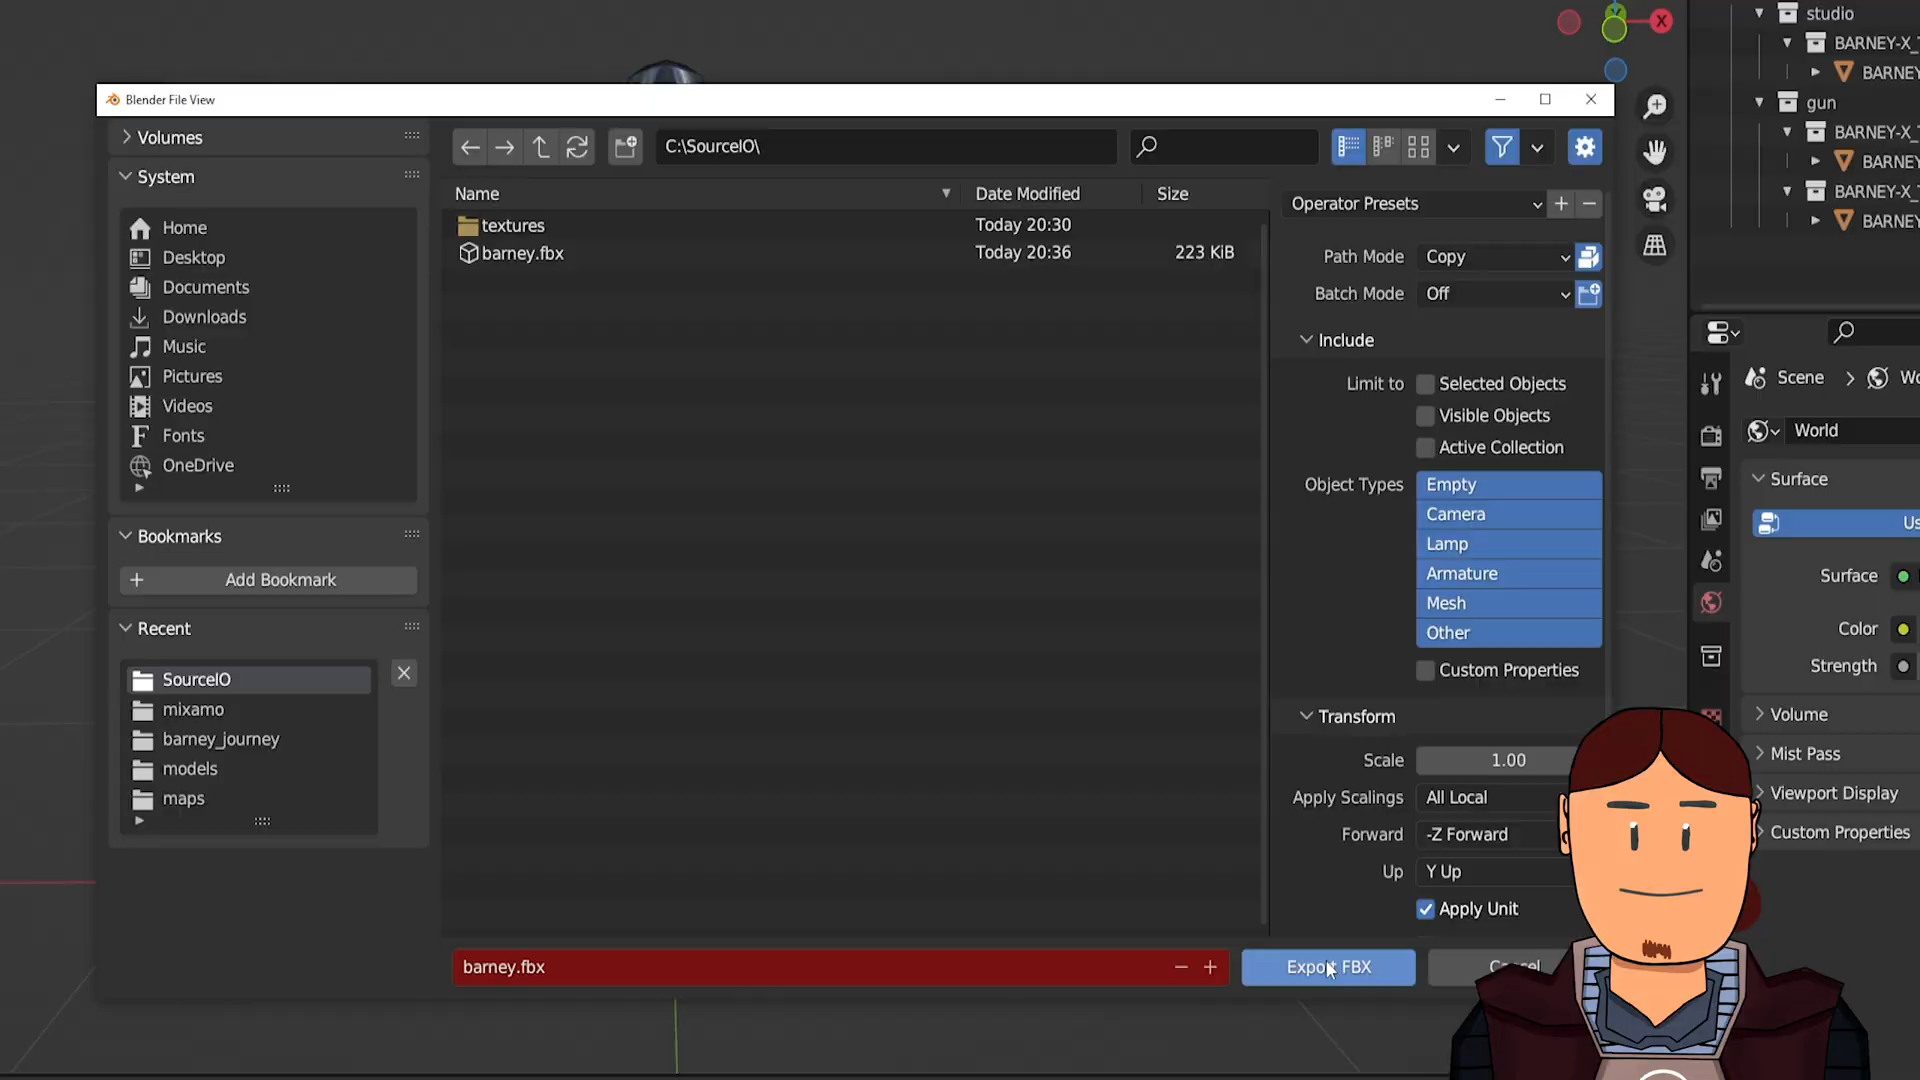 studio
BARNEY-X_
BARNEY
gun
BARNEY-X_
BARNEY
BARNEY-X_
BARNEY
X
Y
Blender File View
Volumes
System
Home
Desktop
Documents
Downloads
Music
Pictures
Videos
Fonts
OneDrive
Bookmarks
Add Bookmark
Recent
SourceIO
mixamo
barney_journey
models
maps
C:\SourceIO\
Name Date Modified Size
textures Today 20:30
barney.fbx Today 20:36 223 KiB
barney.fbx
Operator Presets
Path Mode Copy
Batch Mode Off
Include
Limit to Selected Objects
Visible Objects
Active Collection
Object Types Empty
Camera
Lamp
Armature
Mesh
Other
Custom Properties
Transform
Scale 1.00
Apply Scalings All Local
Forward -Z Forward
Up Y Up
Apply Unit
Export FBX
Scene
World
Surface
Us
Surface
Color
Strength
Volume
Mist Pass
Viewport Display
Custom Properties